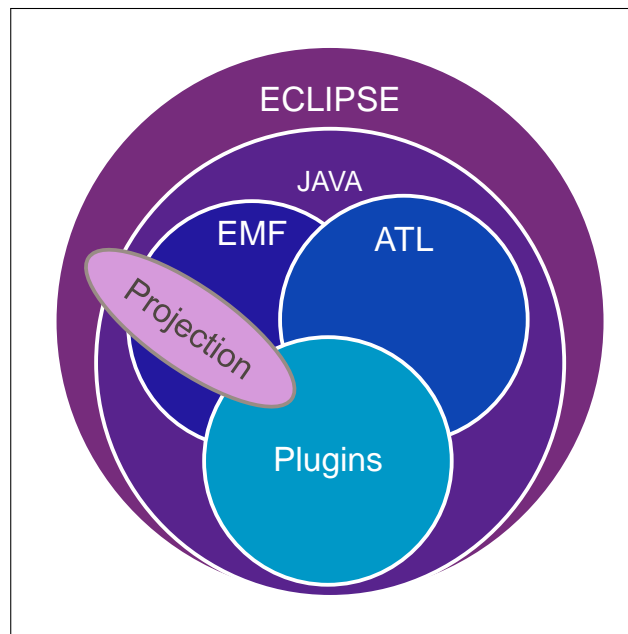 ECLIPSE
JAVA
EMF
ATL
Projection
Plugins